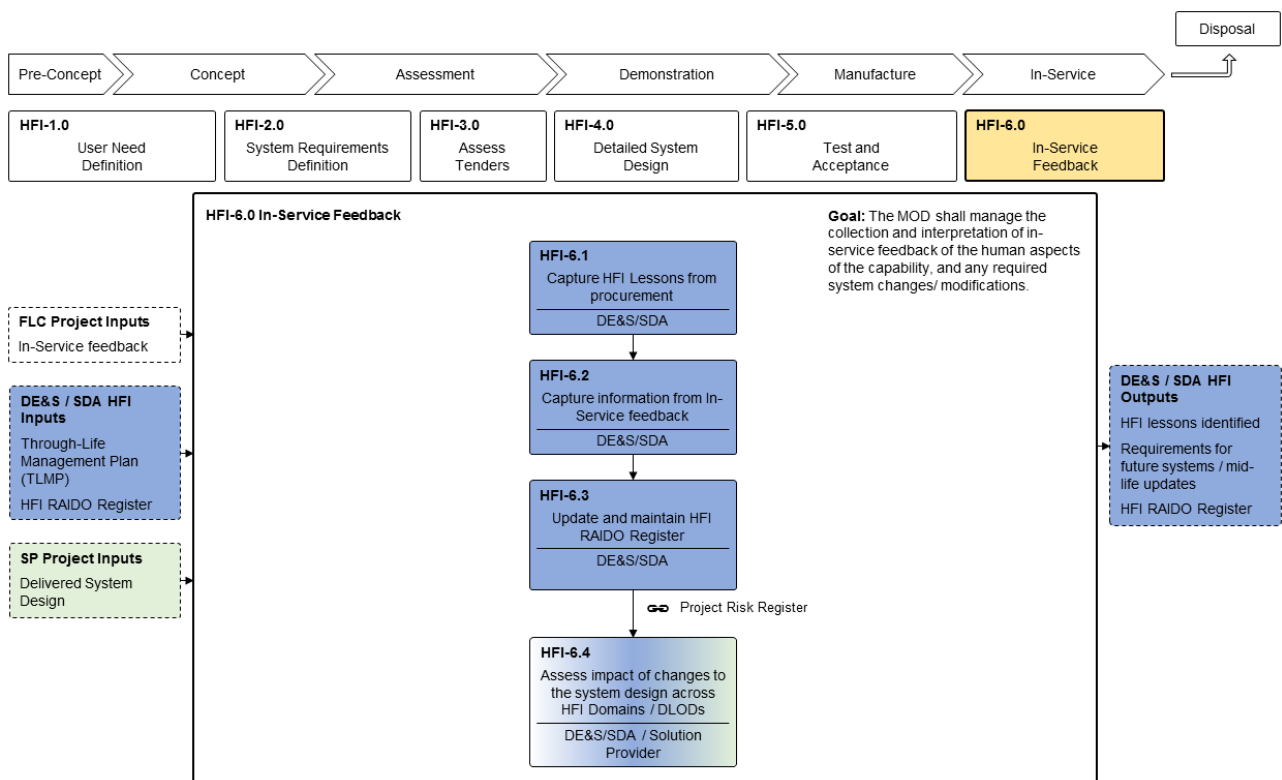 Disposal
Pre-Concept
Concept
Assessment
Demonstration
Manufacture
In-Service
HFI-1.0
User Need
Definition
HFI-2.0
System Requirements
Definition
HFI-3.0
Assess
Tenders
HFI-4.0
Detailed System
Design
HFI-5.0
Test and
Acceptance
HFI-6.0
In-Service
Feedback
HFI-6.0 In-Service Feedback
Goal: The MOD shall manage the
collection and interpretation of in-
service feedback of the human aspects
of the capability, and any required
system changes/ modifications.
FLC Project Inputs
In-Service feedback
DE&S / SDA HFI
Inputs
Through-Life
Management Plan
(TLMP)
HFI RAIDO Register
SP Project Inputs
Delivered System
Design
HFI-6.1
Capture HFI Lessons from
procurement
DE&S/SDA
HFI-6.2
Capture information from In-
Service feedback
DE&S/SDA
HFI-6.3
Update and maintain HFI
RAIDO Register
DE&S/SDA
Project Risk Register
HFI-6.4
Assess impact of changes to
the system design across
HFI Domains / DLODs
DE&S/SDA / Solution
Provider
DE&S / SDA HFI
Outputs
HFI lessons identified
Requirements for
future systems / mid-
life updates
HFI RAIDO Register